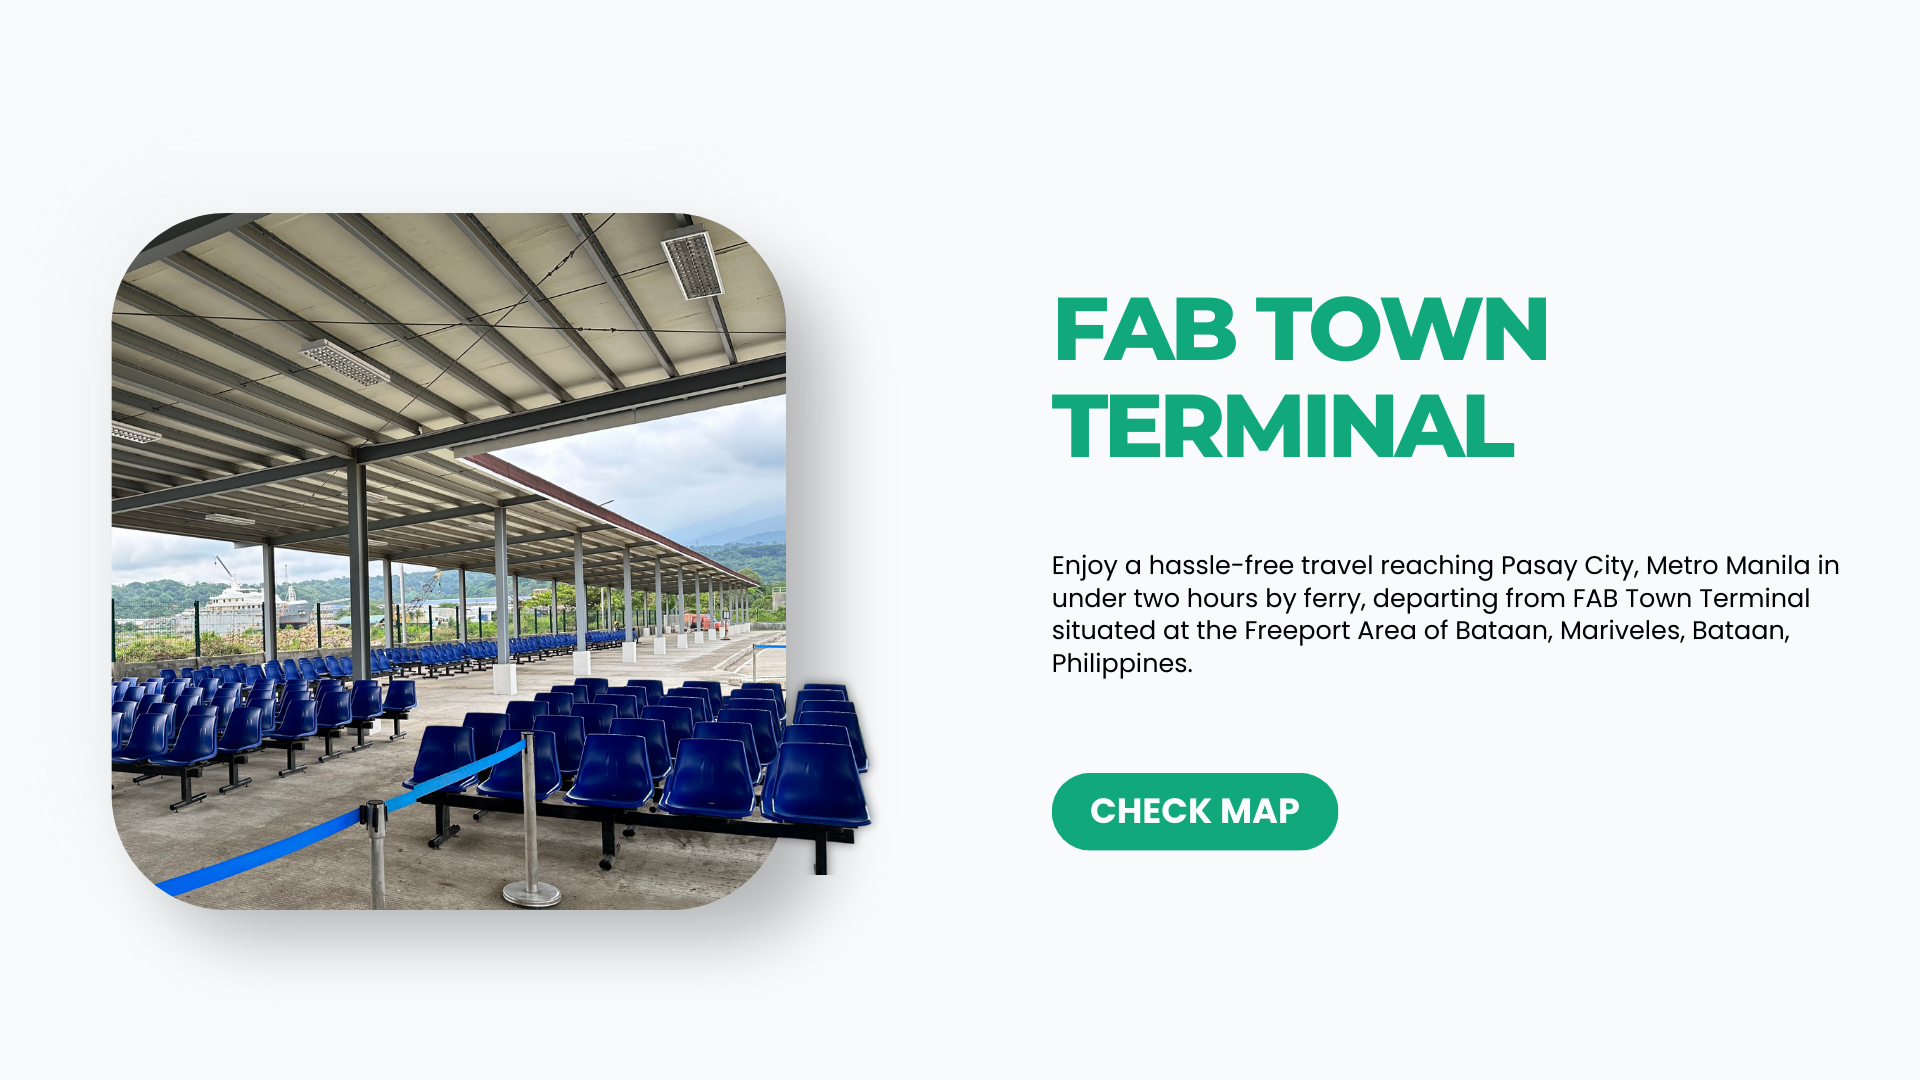 FAB TOWN
TERMINAL
Enjoy a hassle-free travel reaching Pasay City, Metro Manila in
under two hours by ferry, departing from FAB Town Terminal
situated at the Freeport Area of Bataan, Mariveles, Bataan,
Philippines.
CHECK MAP